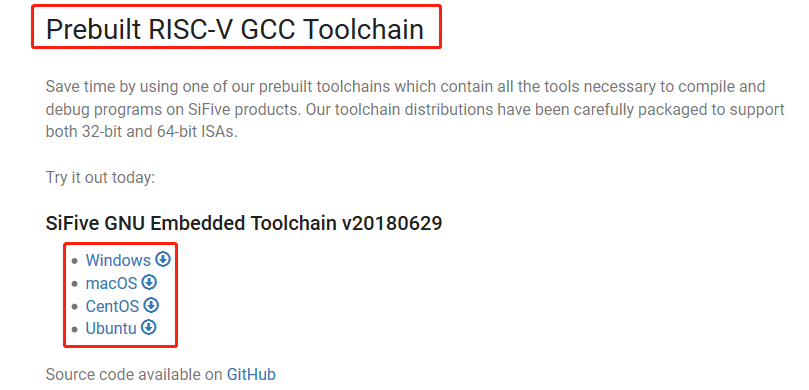 Prebuilt RISC-V GCC Toolchain
Save time by using one of our prebuilt toolchains which contain all the tools necessary to compile and
debug programs on SiFive products. Our toolchain distributions have been carefully packaged to support
both 32-bit and 64-bit ISAs.
Try it out today:
SiFive GNU Embedded Toolchain v20180629
Windows
macOS
CentOS
Ubuntu
Source code available on GitHub